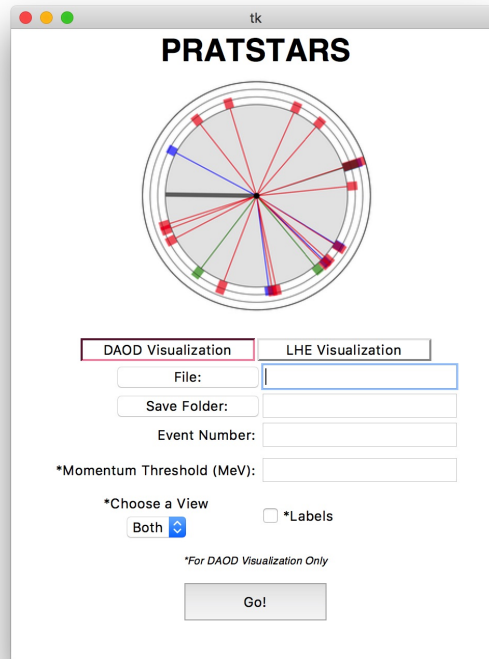 tk
PRATSTARS
DAOD Visualization LHE Visualization
File:
Save Folder:
Event Number:
*Momentum Threshold (MeV):
*Choose a View
Both *Labels
*For DAOD Visualization Only
Go!